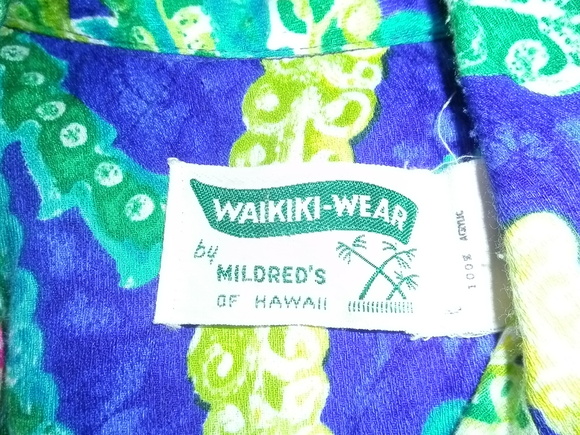 WAIKIKI-WEAR
by
MILDRED'S
OF HAWAII
100% ACRYLIC